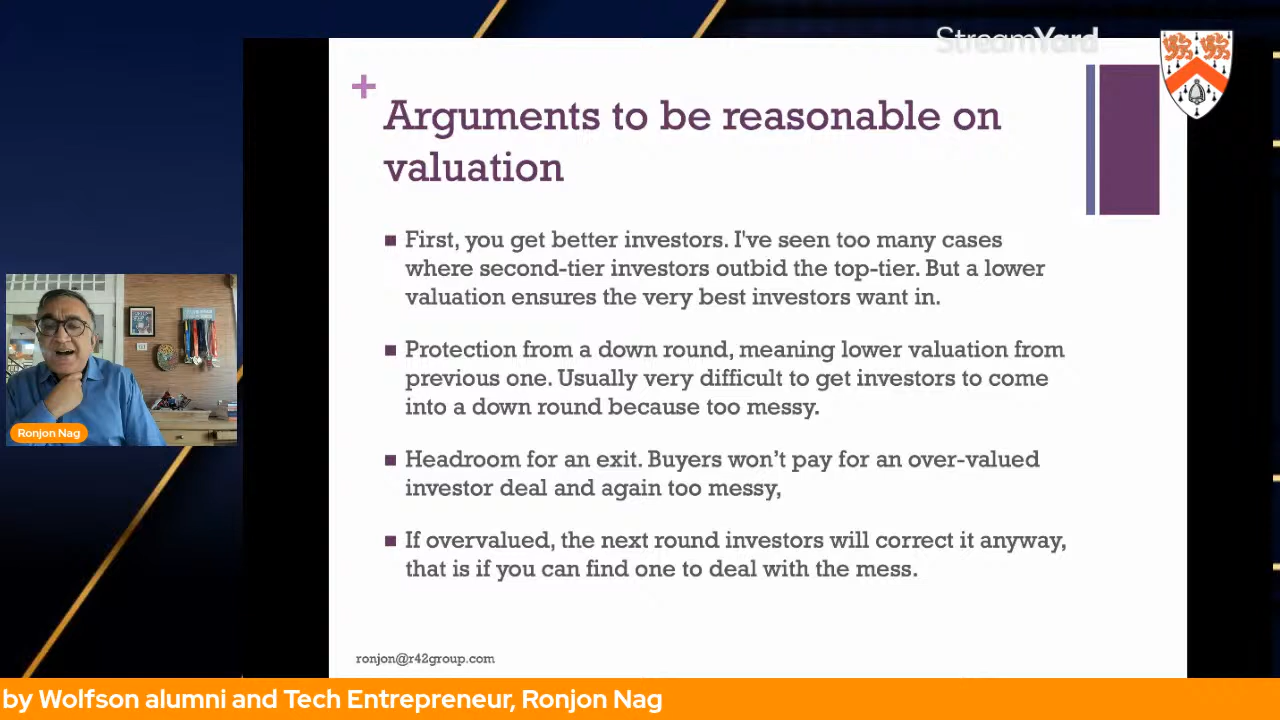 StreamYard
+
Arguments to be reasonable on
valuation
First, you get better investors. I've seen too many cases
where second-tier investors outbid the top-tier. But a lower
valuation ensures the very best investors want in.
Protection from a down round, meaning lower valuation from
previous one. Usually very difficult to get investors to come
into a down round because too messy.
Headroom for an exit. Buyers won’t pay for an over-valued
investor deal and again too messy,
If overvalued, the next round investors will correct it anyway,
that is if you can find one to deal with the mess.
ronjon@r42group.com
Ronjon Nag
by Wolfson alumni and Tech Entrepreneur, Ronjon Nag